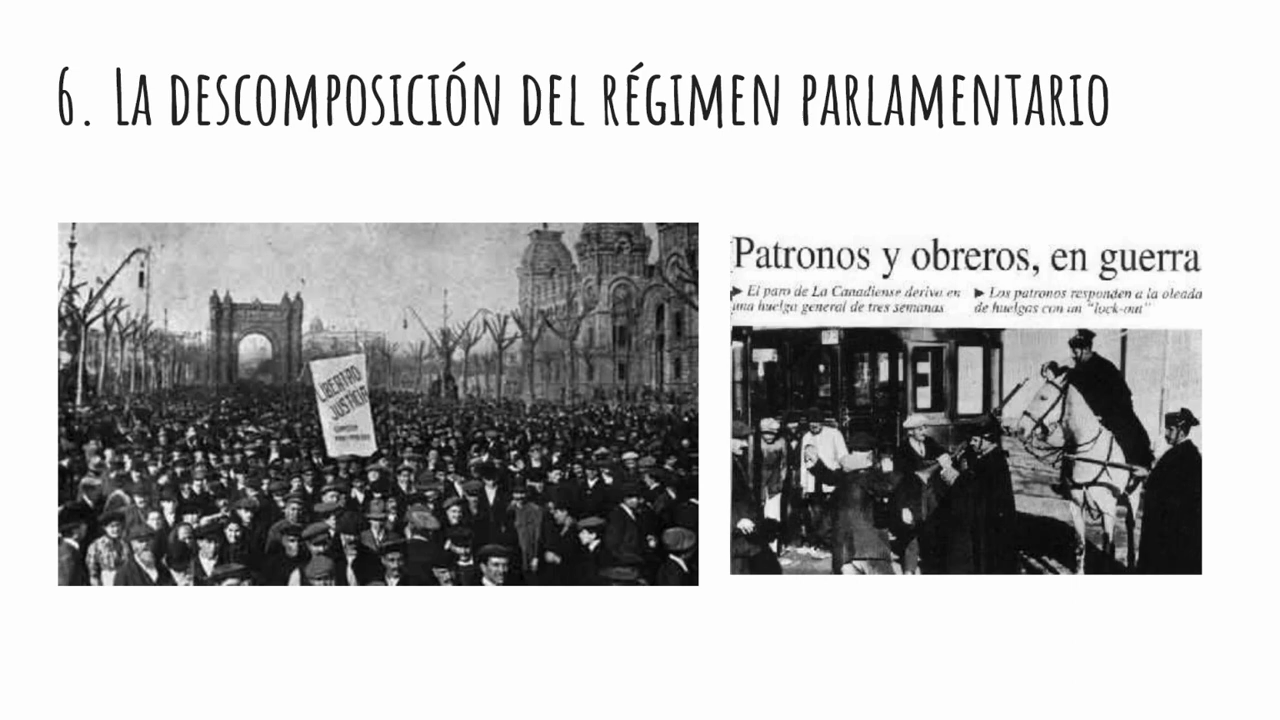 6. La descomposición del régimen parlamentario
LIBERTAD
JUSTICIA
Patronos y obreros, en guerra
▶ El paro de La Canadiense deriva en
una huelga general de tres semanas
▶ Los patronos responden a la oleada
de huelgas con un "lock-out"